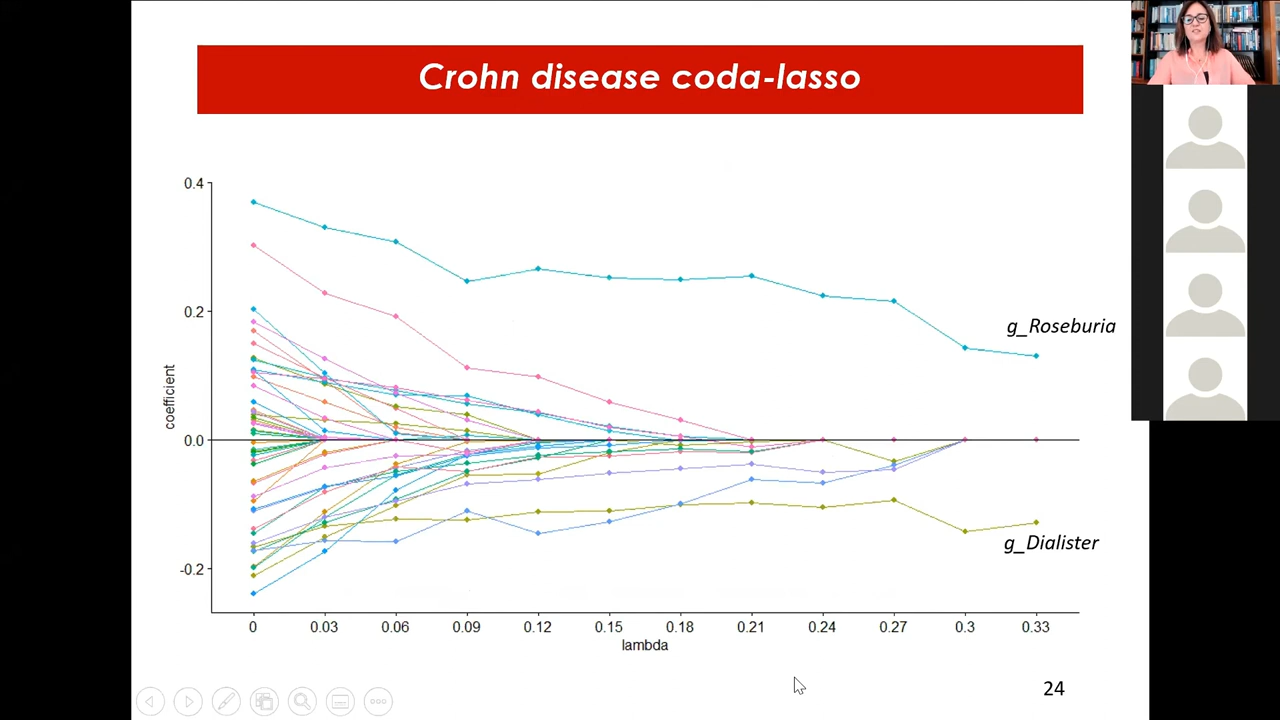 Crohn disease coda-lasso
0.4
0.2
0.0
-0.2
coefficient
g_Roseburia
g_Dialister
0 0.03 0.06 0.09 0.12 0.15 0.18 0.21 0.24 0.27 0.3 0.33
lambda
24